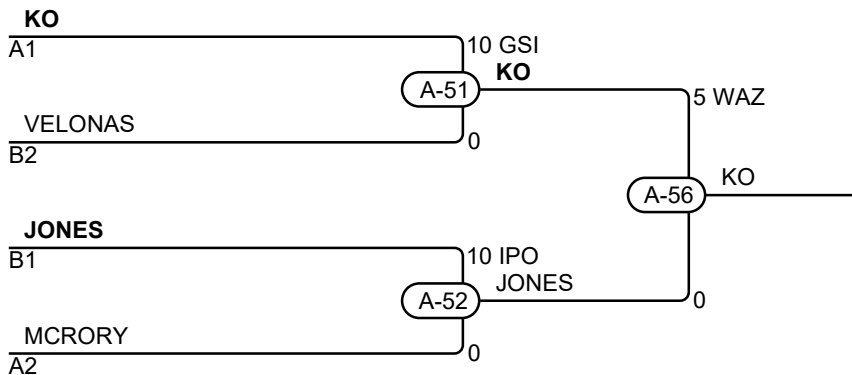 KO
A1
10 GSI
A-51
KO
VELONAS
B2
0
5 WAZ
A-56
KO
JONES
B1
10 IPO
A-52
JONES
0
MCRORY
A2
0